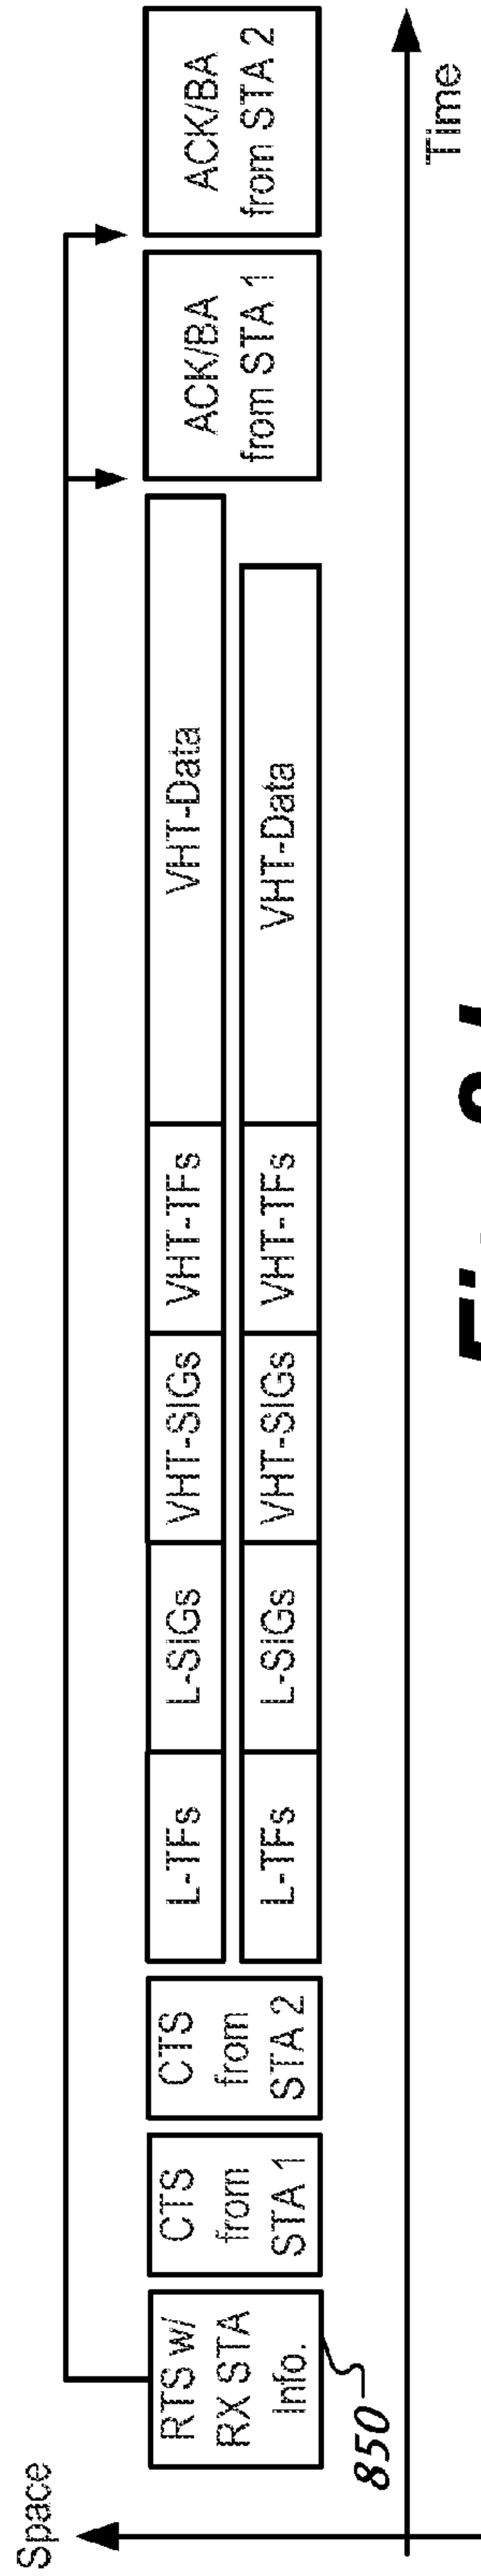 Space
RTS w/
RX STA
Info.
850
CTS
from
STA 1
CTS
from
STA 2
L-TFs
L-SIGs
VHT-SIGs
VHT-TFs
VHT-Data
L-TFs
L-SIGs
VHT-SIGs
VHT-TFs
VHT-Data
ACK/BA
from STA 1
ACK/BA
from STA 2
Time